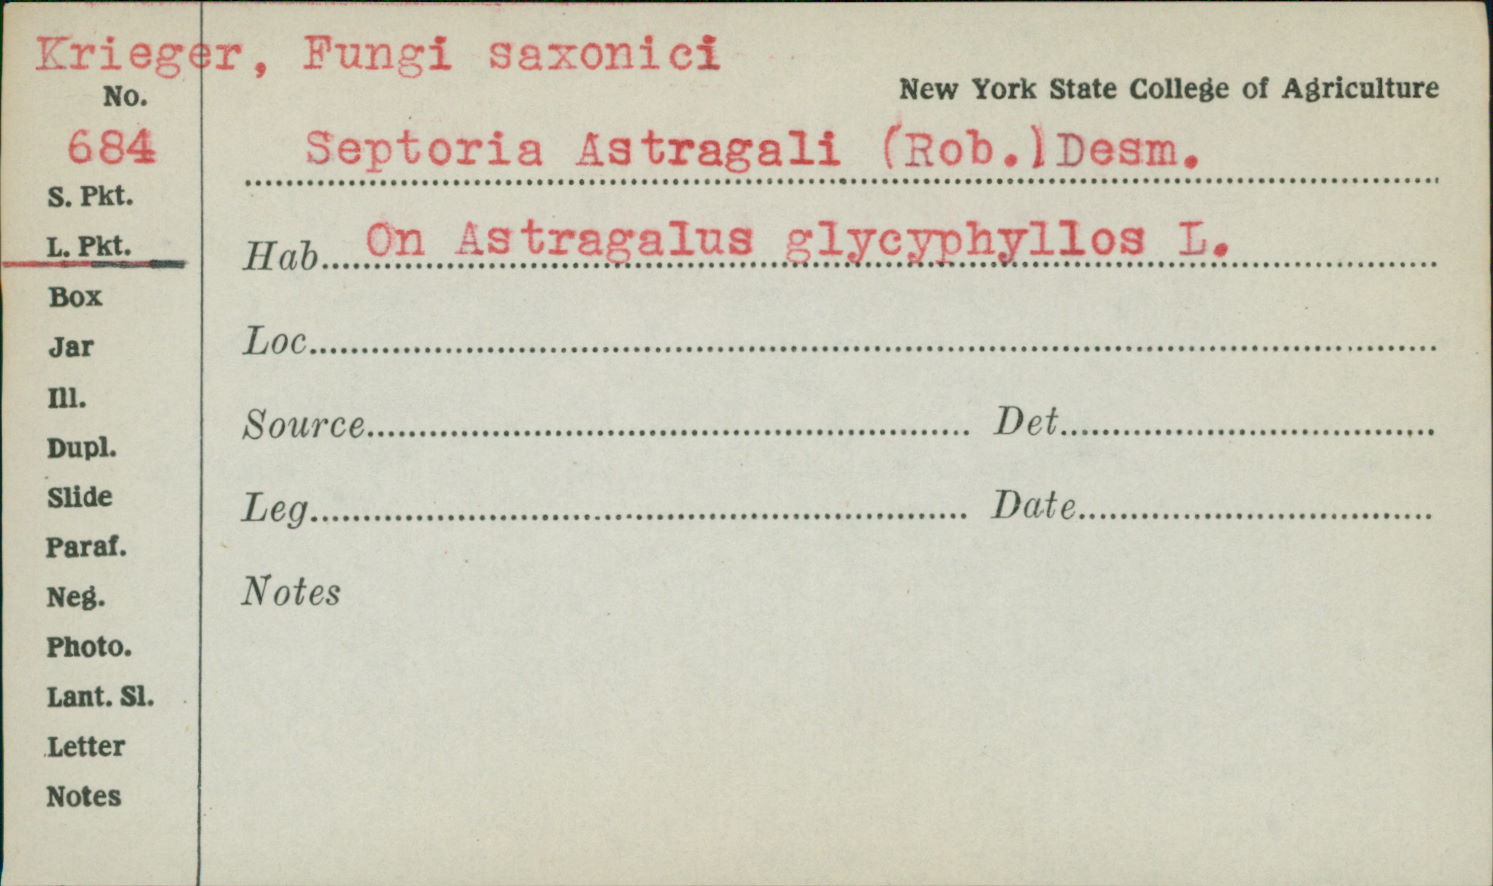 Krieger, Fungi saxonici
No.
New York State College of Agriculture
684
Septoria Astragali (Rob.)Desm.
S. Pkt.
L. Pkt.
Hab. On Astragalus glycyphyllos L.
Box
Jar
Loc.
Ill.
Source Det.
Dupl.
Slide
Leg. Date
Paraf.
Neg.
Notes
Photo.
Lant. Sl.
Letter
Notes